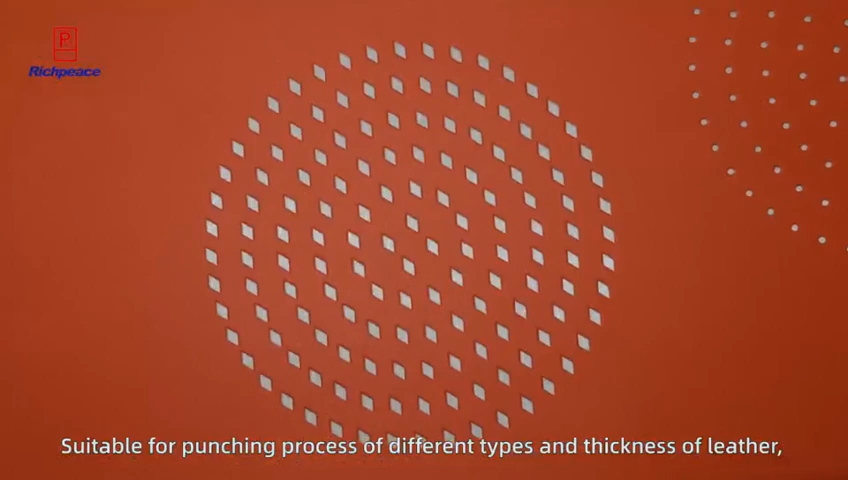 P
Richpeace
Suitable for punching process of different types and thickness of leather,